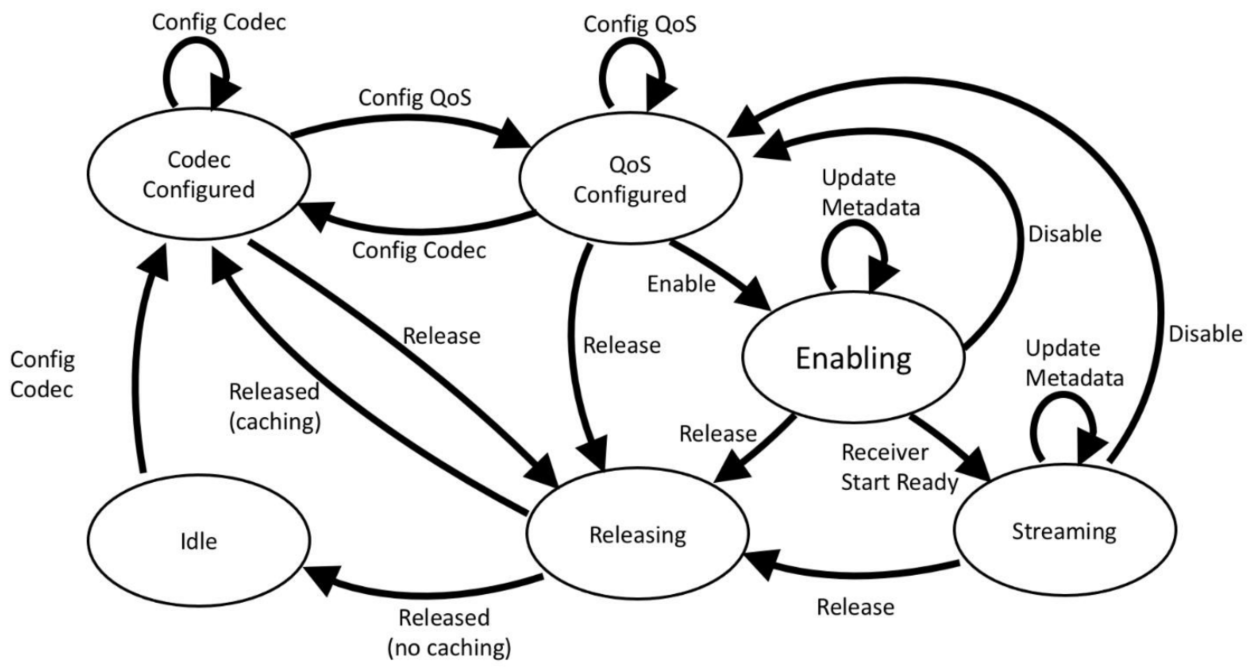 Config Codec
Config QoS
Config QoS
Codec
Configured
QoS
Configured
Update
Metadata
Disable
Config Codec
Enable
Config
Codec
Release
Release
Enabling
Update
Metadata
Disable
Released
(caching)
Release
Receiver
Start Ready
Idle
Releasing
Streaming
Released
(no caching)
Release